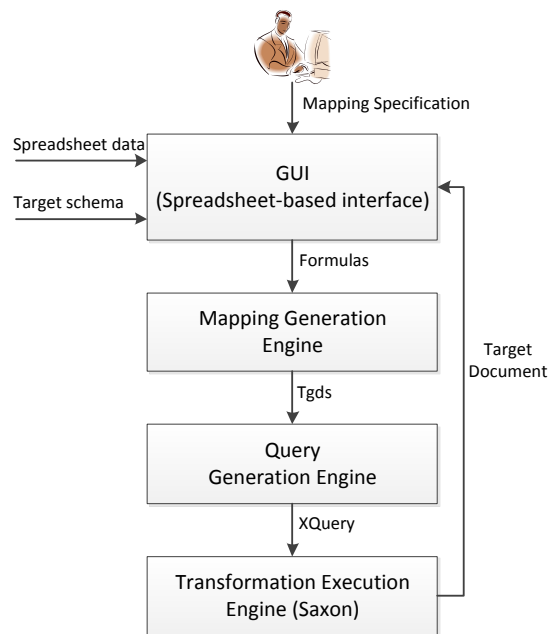 Mapping Specification
Spreadsheet data
GUI
(Spreadsheet-based interface)
Target schema
Formulas
Mapping Generation
Engine
Target
Document
Tgds
Query
Generation Engine
XQuery
Transformation Execution
Engine (Saxon)